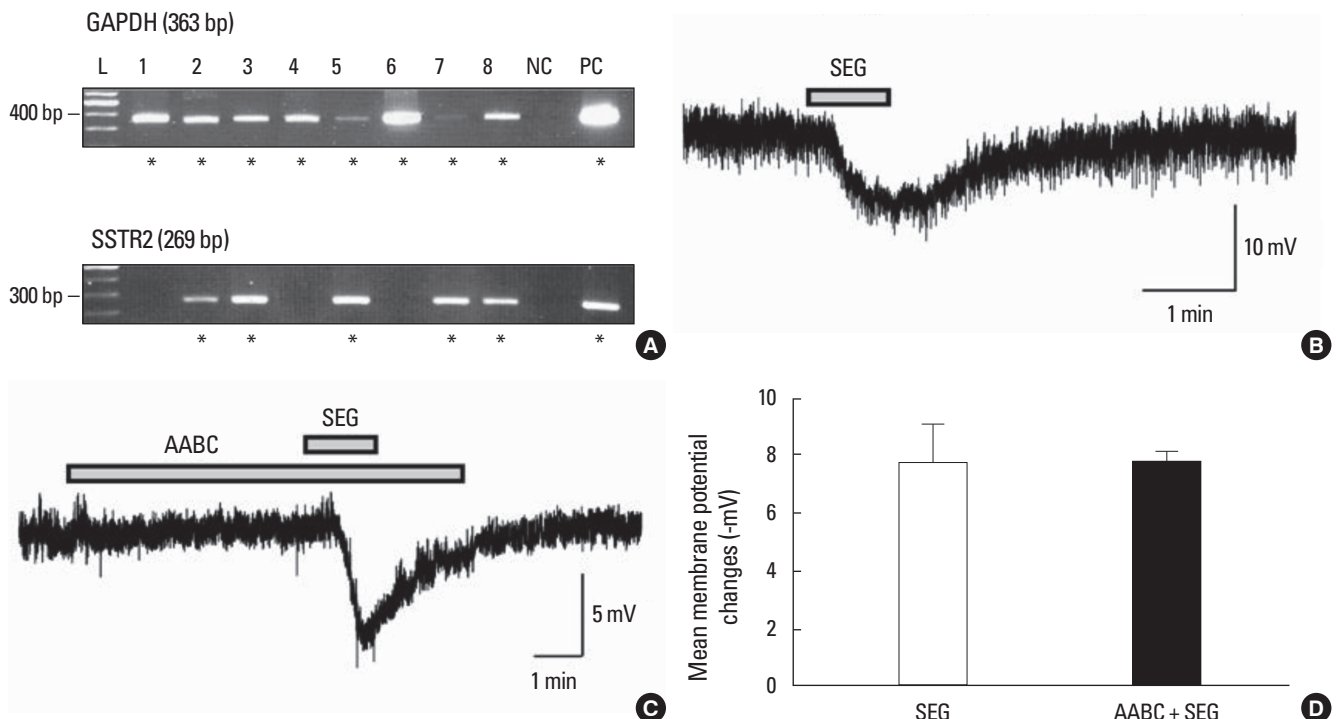 GAPDH (363 bp)
L 1 2 3 4 5 6 7 8 NC PC
400 bp
* * * * * * * * *
SSTR2 (269 bp)
300 bp
* * * * * *
A
SEG
10 mV
1 min
B
SEG
AABC
5 mV
1 min
C
10
8
6
4
2
0
Mean membrane potential
changes (-mV)
SEG AABC + SEG
D